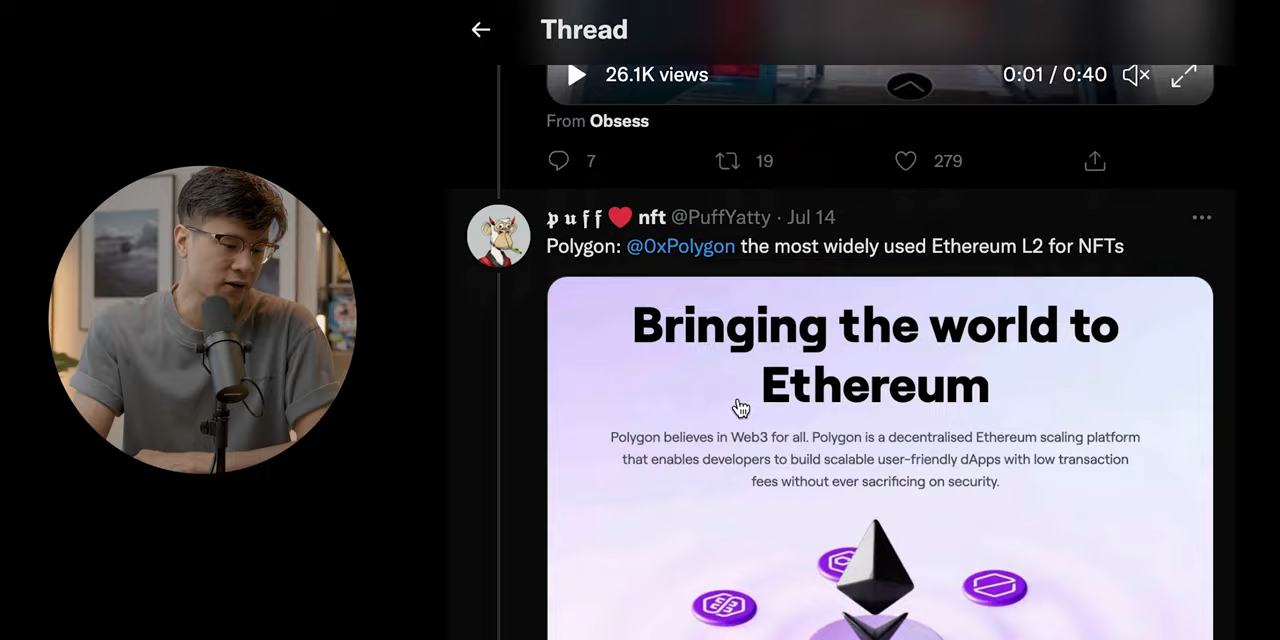 Thread
26.1K views
0:01 / 0:40
From Obsess
7
19
279
𝖕 𝖚 𝖋 𝖋 ❤️ nft @PuffYatty · Jul 14
Polygon: @0xPolygon the most widely used Ethereum L2 for NFTs
Bringing the world to
Ethereum
Polygon believes in Web3 for all. Polygon is a decentralised Ethereum scaling platform
that enables developers to build scalable user-friendly dApps with low transaction
fees without ever sacrificing on security.